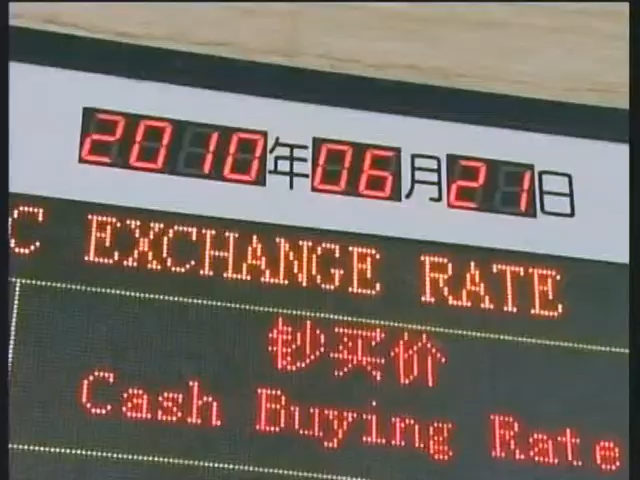 2010年06月21日
C EXCHANGE RATE
钞买价
Cash Buying Rate